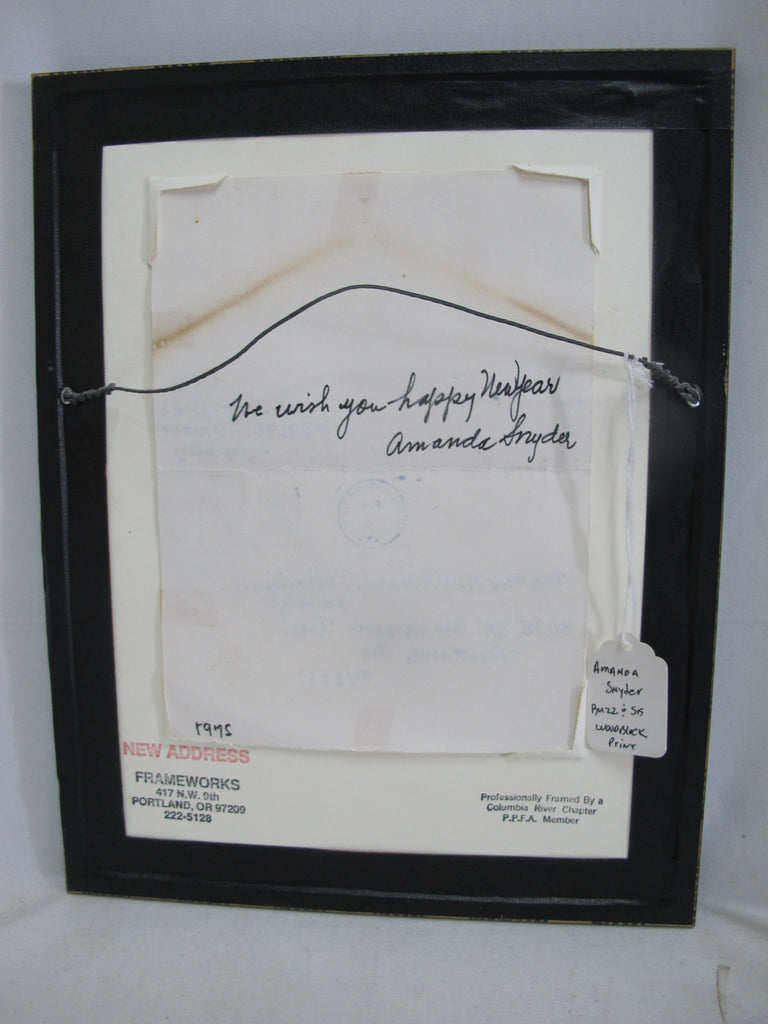 We wish you happy New Year
Amanda Snyder
Amanda
Snyder
Buzz & Sis
Woodblock
Print
NEW ADDRESS
FRAMEWORKS
417 N.W. 9th
PORTLAND, OR 97209
222-5128
Professionally Framed By a
Columbia River Chapter
P.P.F.A. Member